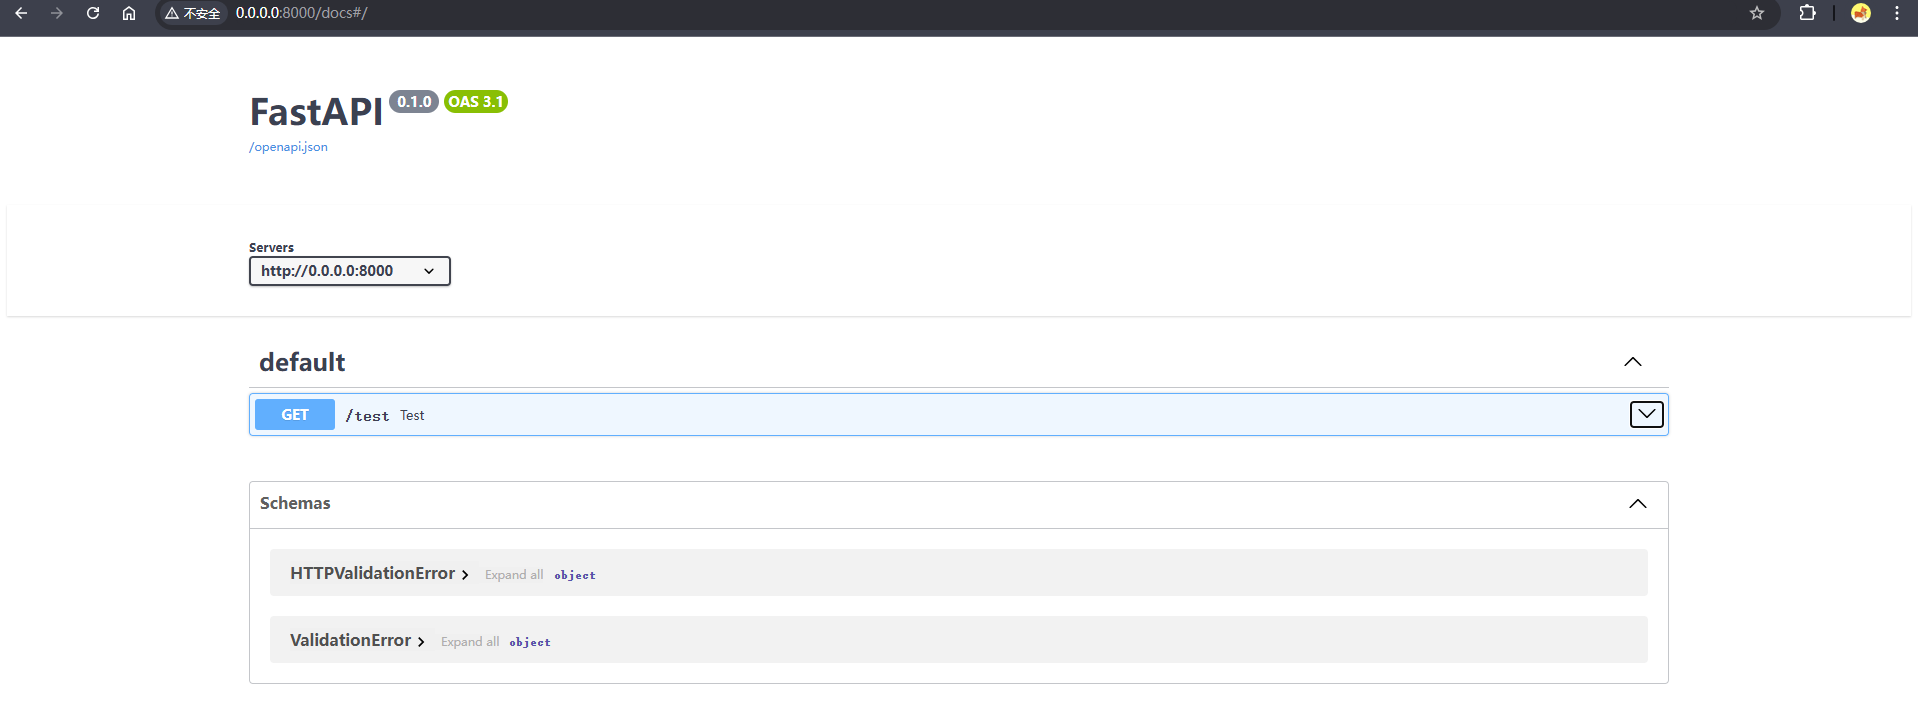 不安全 0.0.0.0:8000/docs#/
FastAPI 0.1.0 OAS 3.1
/openapi.json
Servers
http://0.0.0.0:8000
default
GET /test Test
Schemas
HTTPValidationError Expand all object
ValidationError Expand all object